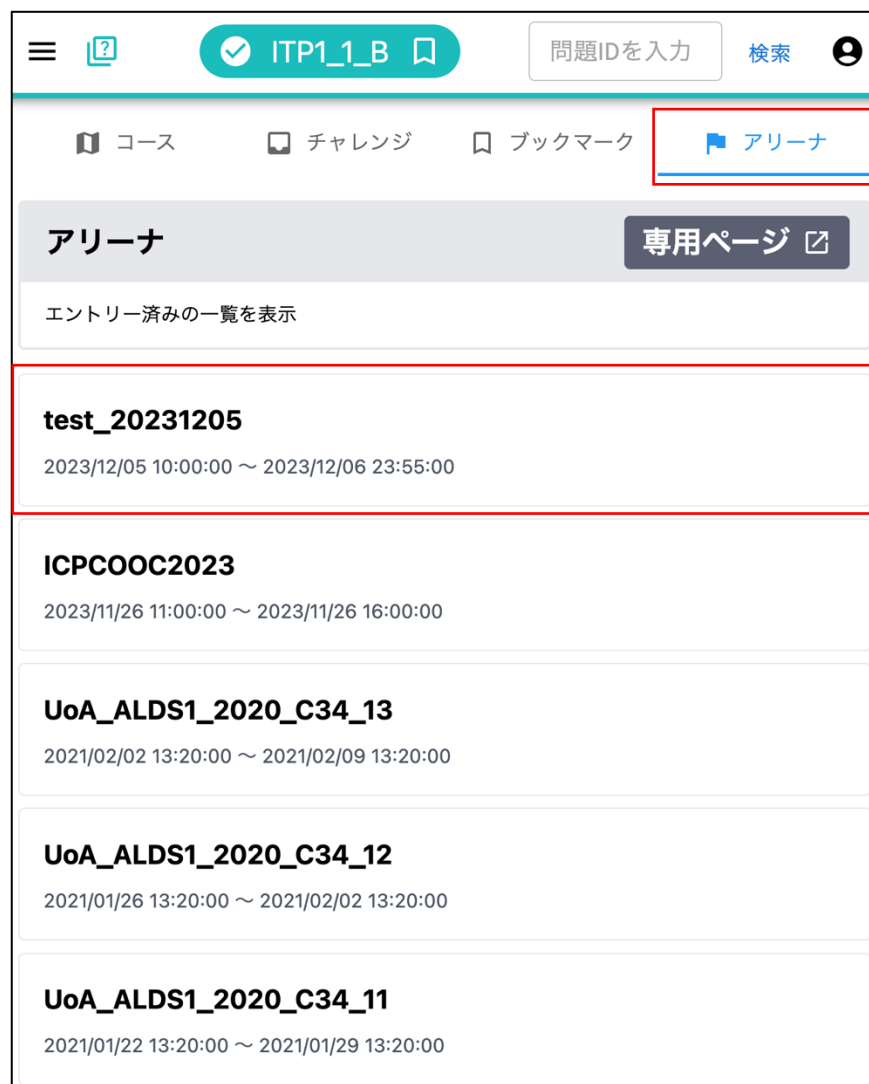 ITP1_1_B 問題IDを入力 検索
コース チャレンジ ブックマーク アリーナ
アリーナ 専用ページ
エントリー済みの一覧を表示
test_20231205
2023/12/05 10:00:00 〜 2023/12/06 23:55:00
ICPCOOC2023
2023/11/26 11:00:00 〜 2023/11/26 16:00:00
UoA_ALDS1_2020_C34_13
2021/02/02 13:20:00 〜 2021/02/09 13:20:00
UoA_ALDS1_2020_C34_12
2021/01/26 13:20:00 〜 2021/02/02 13:20:00
UoA_ALDS1_2020_C34_11
2021/01/22 13:20:00 〜 2021/01/29 13:20:00